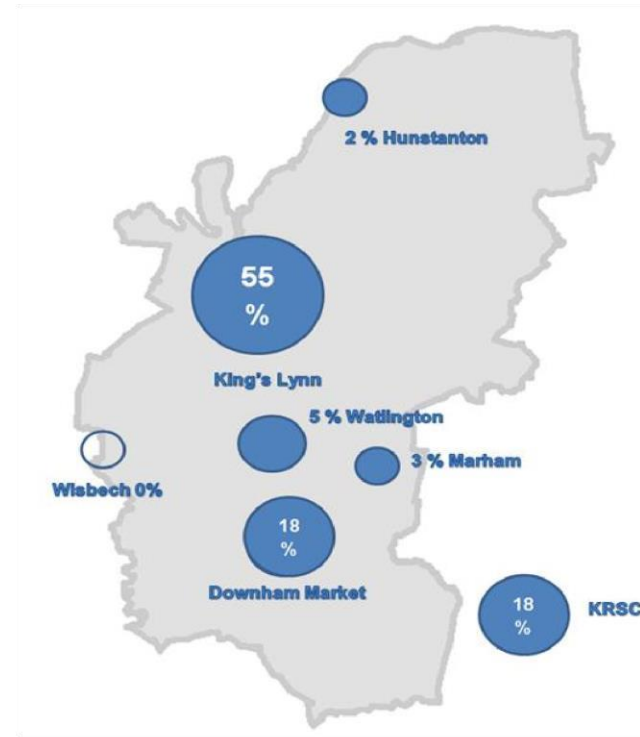 2 % Hunstanton
55
%
King's Lynn
5 % Watlington
3 % Marham
Wisbech 0%
18
%
Downham Market
18
%
KRSC